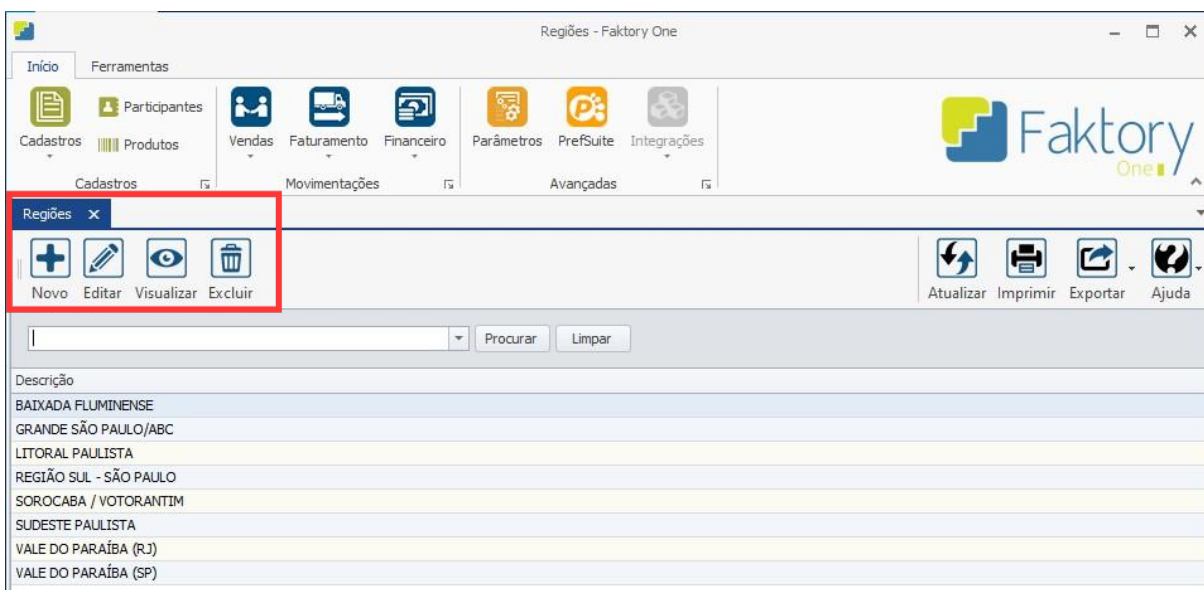 Regiões - Faktory One
Início Ferramentas
Participantes
Produtos
Cadastros Vendas Faturamento Financeiro Parâmetros PrefSuite Integrações
Cadastros Movimentações Avançadas
Faktory
One
Regiões
Novo Editar Visualizar Excluir Atualizar Imprimir Exportar Ajuda
Procurar Limpar
Descrição
BAIXADA FLUMINENSE
GRANDE SÃO PAULO/ABC
LITORAL PAULISTA
REGIÃO SUL - SÃO PAULO
SOROCABA / VOTORANTIM
SUDESTE PAULISTA
VALE DO PARAÍBA (RJ)
VALE DO PARAÍBA (SP)